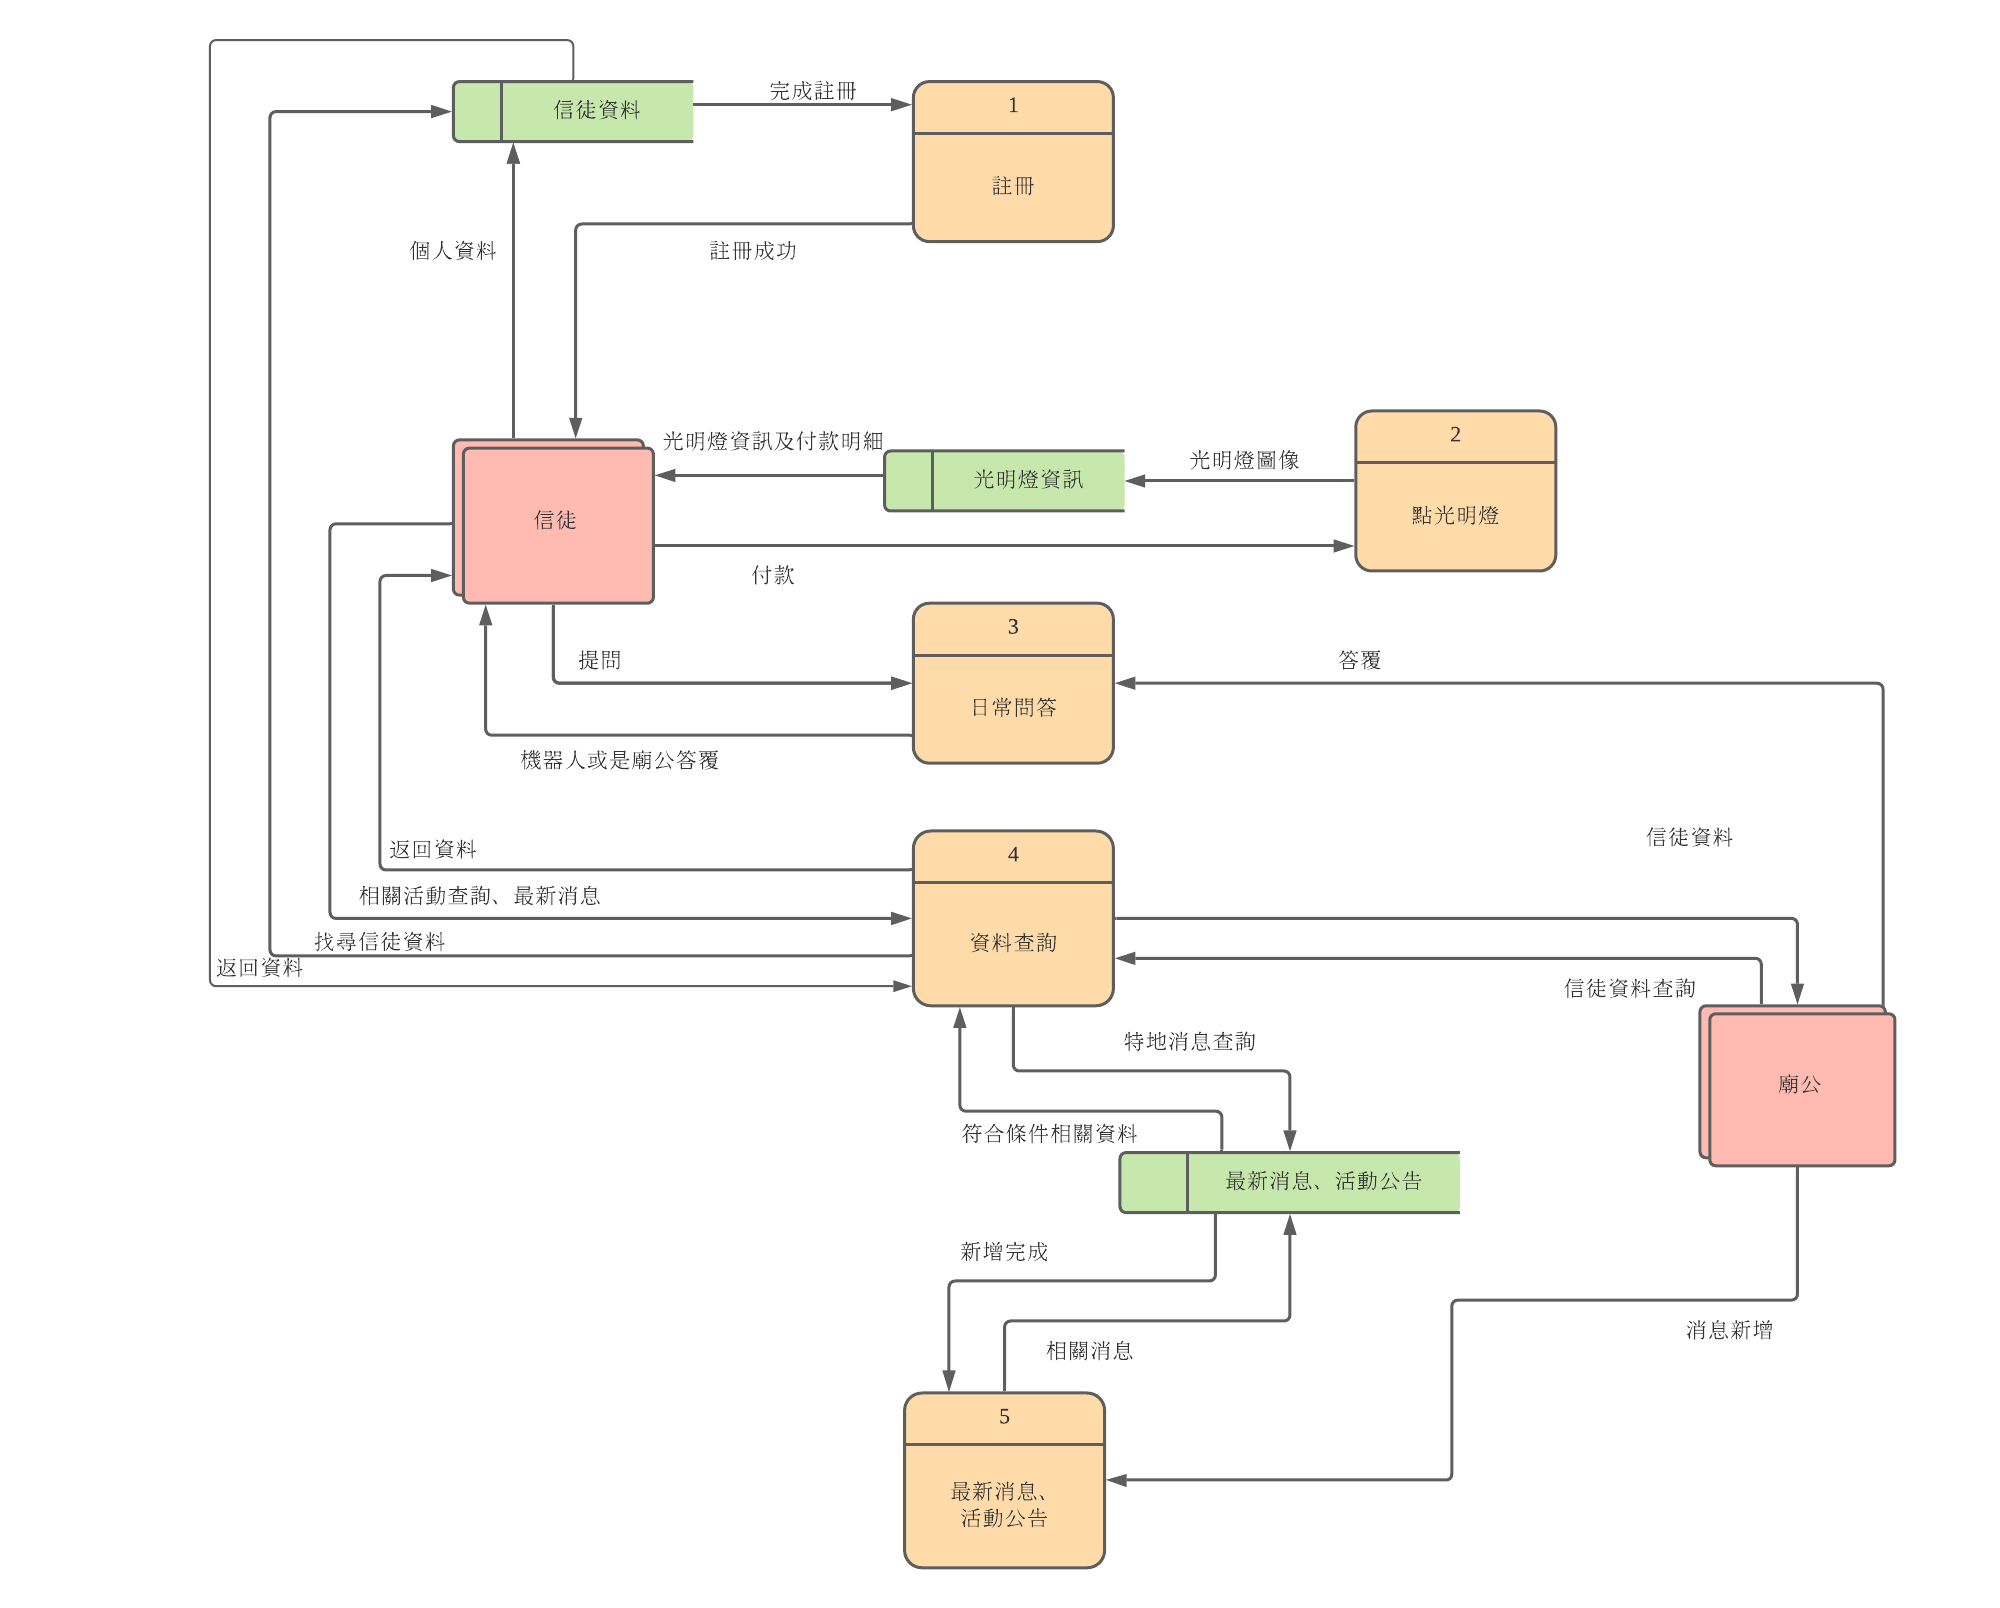 信徒資料
完成註冊
1
註冊
個人資料
註冊成功
光明燈資訊及付款明細
光明燈資訊
光明燈圖像
2
點光明燈
信徒
付款
3
日常問答
提問
答覆
機器人或是廟公答覆
4
資料查詢
返回資料
信徒資料
相關活動查詢、最新消息
找尋信徒資料
返回資料
信徒資料查詢
特地消息查詢
廟公
符合條件相關資料
最新消息、活動公告
新增完成
相關消息
消息新增
5
最新消息、
活動公告